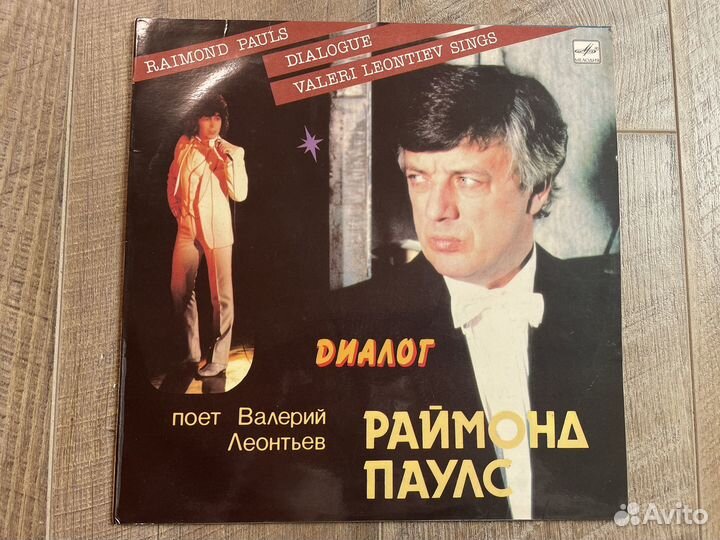 RAIMOND PAULS
DIALOGUE
VALERI LEONTIEV SINGS
МЕЛОДИЯ
ДИАЛОГ
поет Валерий
Леонтьев
РАЙМОНД
ПАУЛС
Avito